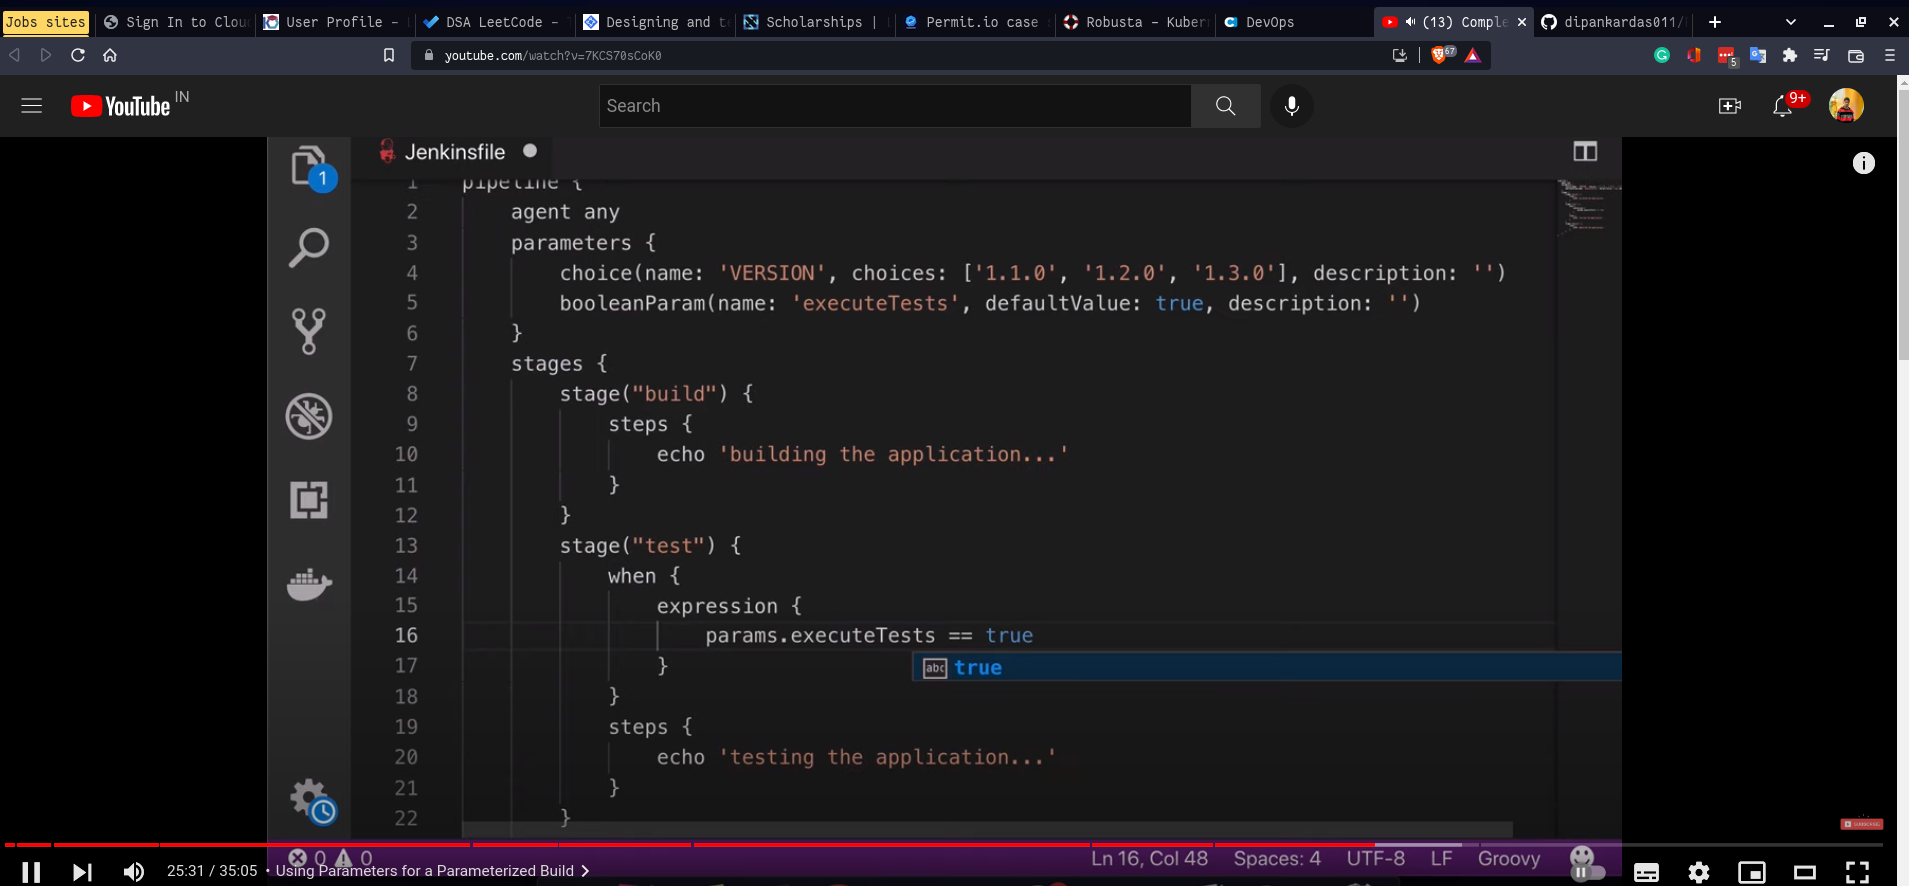 Jobs sites
Sign In to Clou
User Profile –
DSA LeetCode –
Designing and t
Scholarships |
Permit.io case
Robusta – Kuber
DevOps
(13) Comple
dipankardas011/
youtube.com/watch?v=7KCS70sCoK0
67
5
YouTube IN
Search
9+
Jenkinsfile
1
1 pipeline {
2 agent any
3 parameters {
4 choice(name: 'VERSION', choices: ['1.1.0', '1.2.0', '1.3.0'], description: '')
5 booleanParam(name: 'executeTests', defaultValue: true, description: '')
6 }
7 stages {
8 stage("build") {
9 steps {
10 echo 'building the application...'
11 }
12 }
13 stage("test") {
14 when {
15 expression {
16 params.executeTests == true
abc true
17 }
18 }
19 steps {
20 echo 'testing the application...'
21 }
22 }
SUBSCRIBE
0 0
Ln 16, Col 48 Spaces: 4 UTF-8 LF Groovy
25:31 / 35:05 • Using Parameters for a Parameterized Build